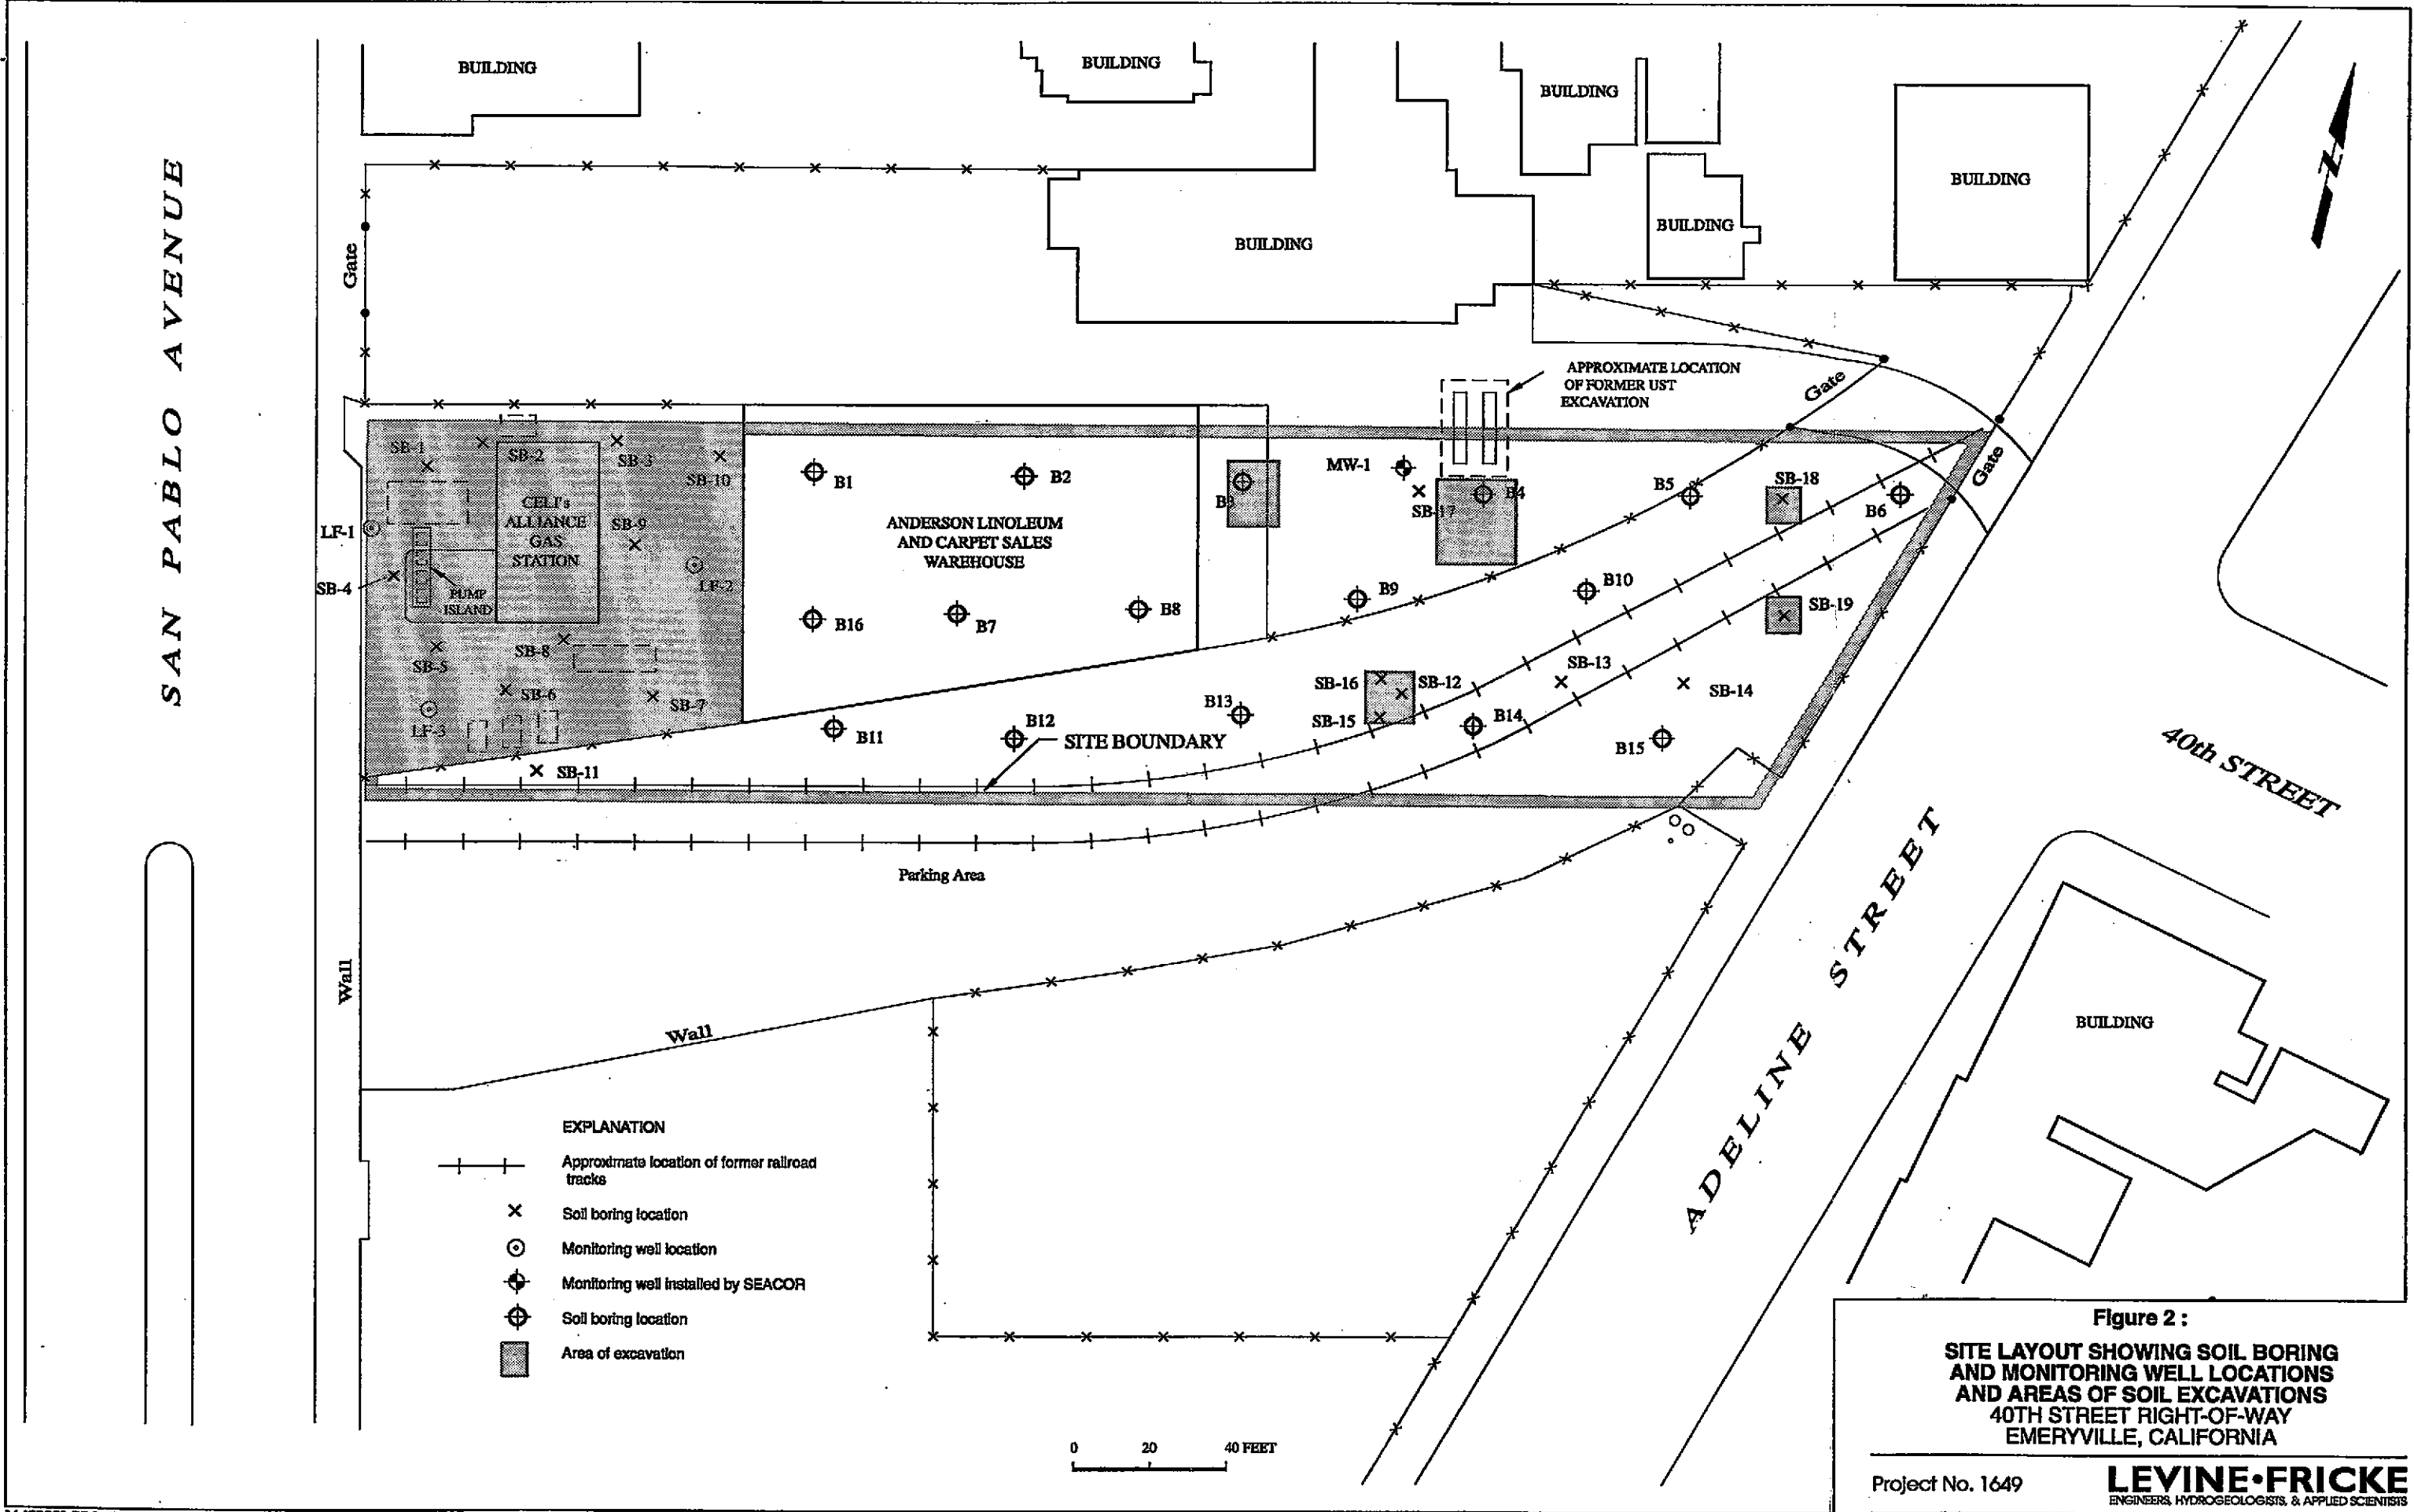 BUILDING
BUILDING
BUILDING
BUILDING
BUILDING
BUILDING
BUILDING
SAN PABLO AVENUE
Gate
APPROXIMATE LOCATION
OF FORMER UST
EXCAVATION
Gate
Gate
SB-1
SB-2
SB-3
SB-10
CELI's
ALLIANCE
GAS
STATION
SB-9
LF-1
LF-2
SB-4
PUMP
ISLAND
SB-5
SB-8
SB-6
SB-7
LF-3
SB-11
B1
B2
ANDERSON LINOLEUM
AND CARPET SALES
WAREHOUSE
B16
B7
B8
B3
MW-1
SB-17
B4
B5
SB-18
B6
B9
B10
SB-19
SB-13
SB-14
SB-16
SB-12
SB-15
B13
B14
B15
B11
B12
SITE BOUNDARY
Parking Area
Wall
Wall
40th STREET
ADELINE STREET
BUILDING
EXPLANATION
Approximate location of former railroad
tracks
Soil boring location
Monitoring well location
Monitoring well installed by SEACOR
Soil boring location
Area of excavation
0 20 40 FEET
Figure 2 :
SITE LAYOUT SHOWING SOIL BORING
AND MONITORING WELL LOCATIONS
AND AREAS OF SOIL EXCAVATIONS
40TH STREET RIGHT-OF-WAY
EMERYVILLE, CALIFORNIA
Project No. 1649
LEVINE•FRICKE
ENGINEERS, HYDROGEOLOGISTS, & APPLIED SCIENTISTS